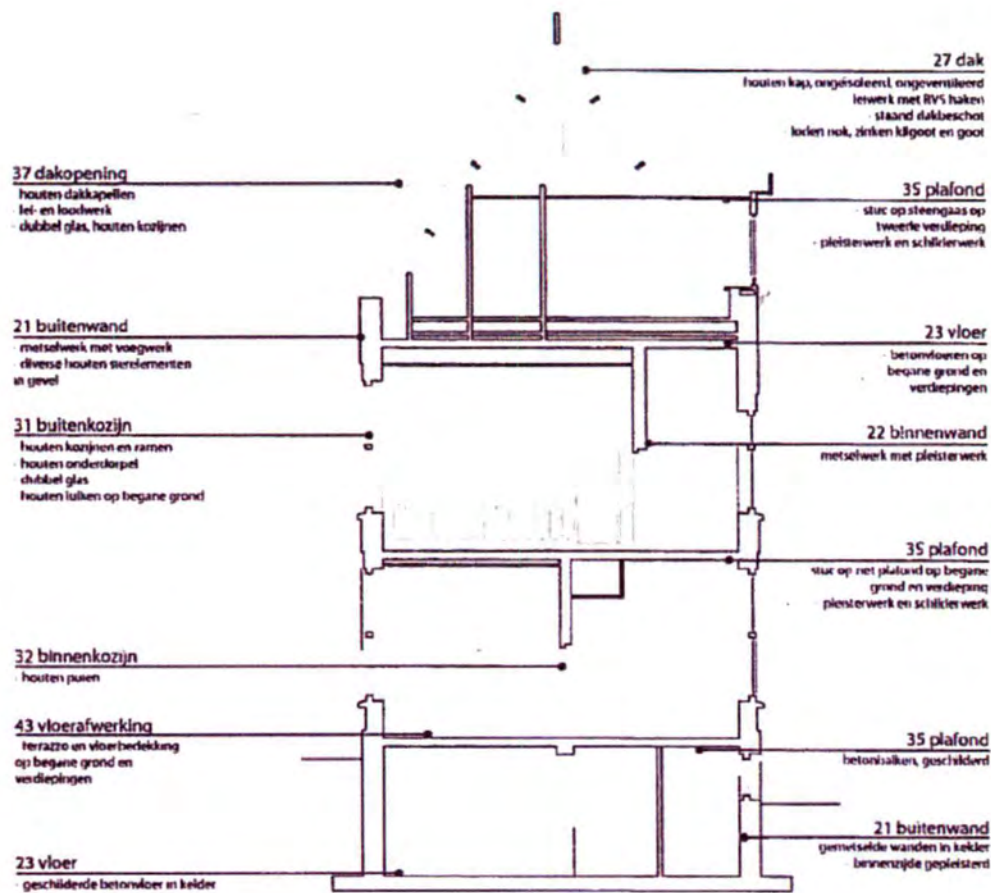 27 dak
houten kap, ongeïsoleerd, ongeventileerd
leiwerk met RVS haken
- staand dakbeschot
- loden nok, zinken kilgoot en goot
37 dakopening
houten dakkapellen
lei- en loodwerk
- dubbel glas, houten kozijnen
35 plafond
- stuc op steengaas op
tweede verdieping
- pleisterwerk en schilderwerk
21 buitenwand
- metselwerk met voegwerk
- diverse houten sierelementen
in gevel
23 vloer
- betonvloeren op
begane grond en
verdiepingen
31 buitenkozijn
houten kozijnen en ramen
- houten onderdorpel
- dubbel glas
houten luiken op begane grond
22 binnenwand
metselwerk met pleisterwerk
35 plafond
stuc op riet plafond op begane
grond en verdieping
- pleisterwerk en schilderwerk
32 binnenkozijn
- houten puien
43 vloerafwerking
- terrazzo en vloerbedekking
op begane grond en
verdiepingen
35 plafond
betonbalken, geschilderd
21 buitenwand
gemetselde wanden in kelder
- binnenzijde gepleisterd
23 vloer
- geschilderde betonvloer in kelder